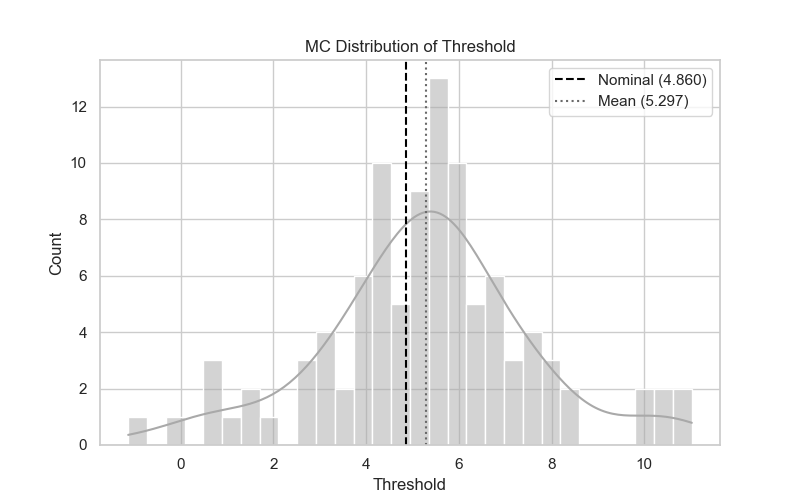 MC Distribution of Threshold
Nominal (4.860)
Mean (5.297)
Count
12
10
8
6
4
2
0
0
2
4
6
8
10
Threshold